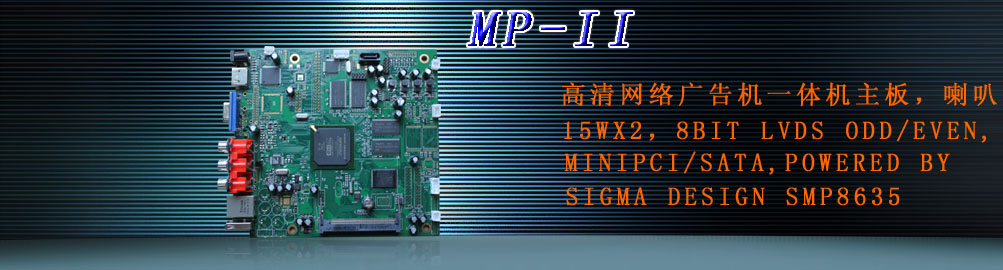 MP-II
高清网络广告机一体机主板，喇叭
15WX2，8BIT LVDS ODD/EVEN,
MINIPCI/SATA,POWERED BY
SIGMA DESIGN SMP8635